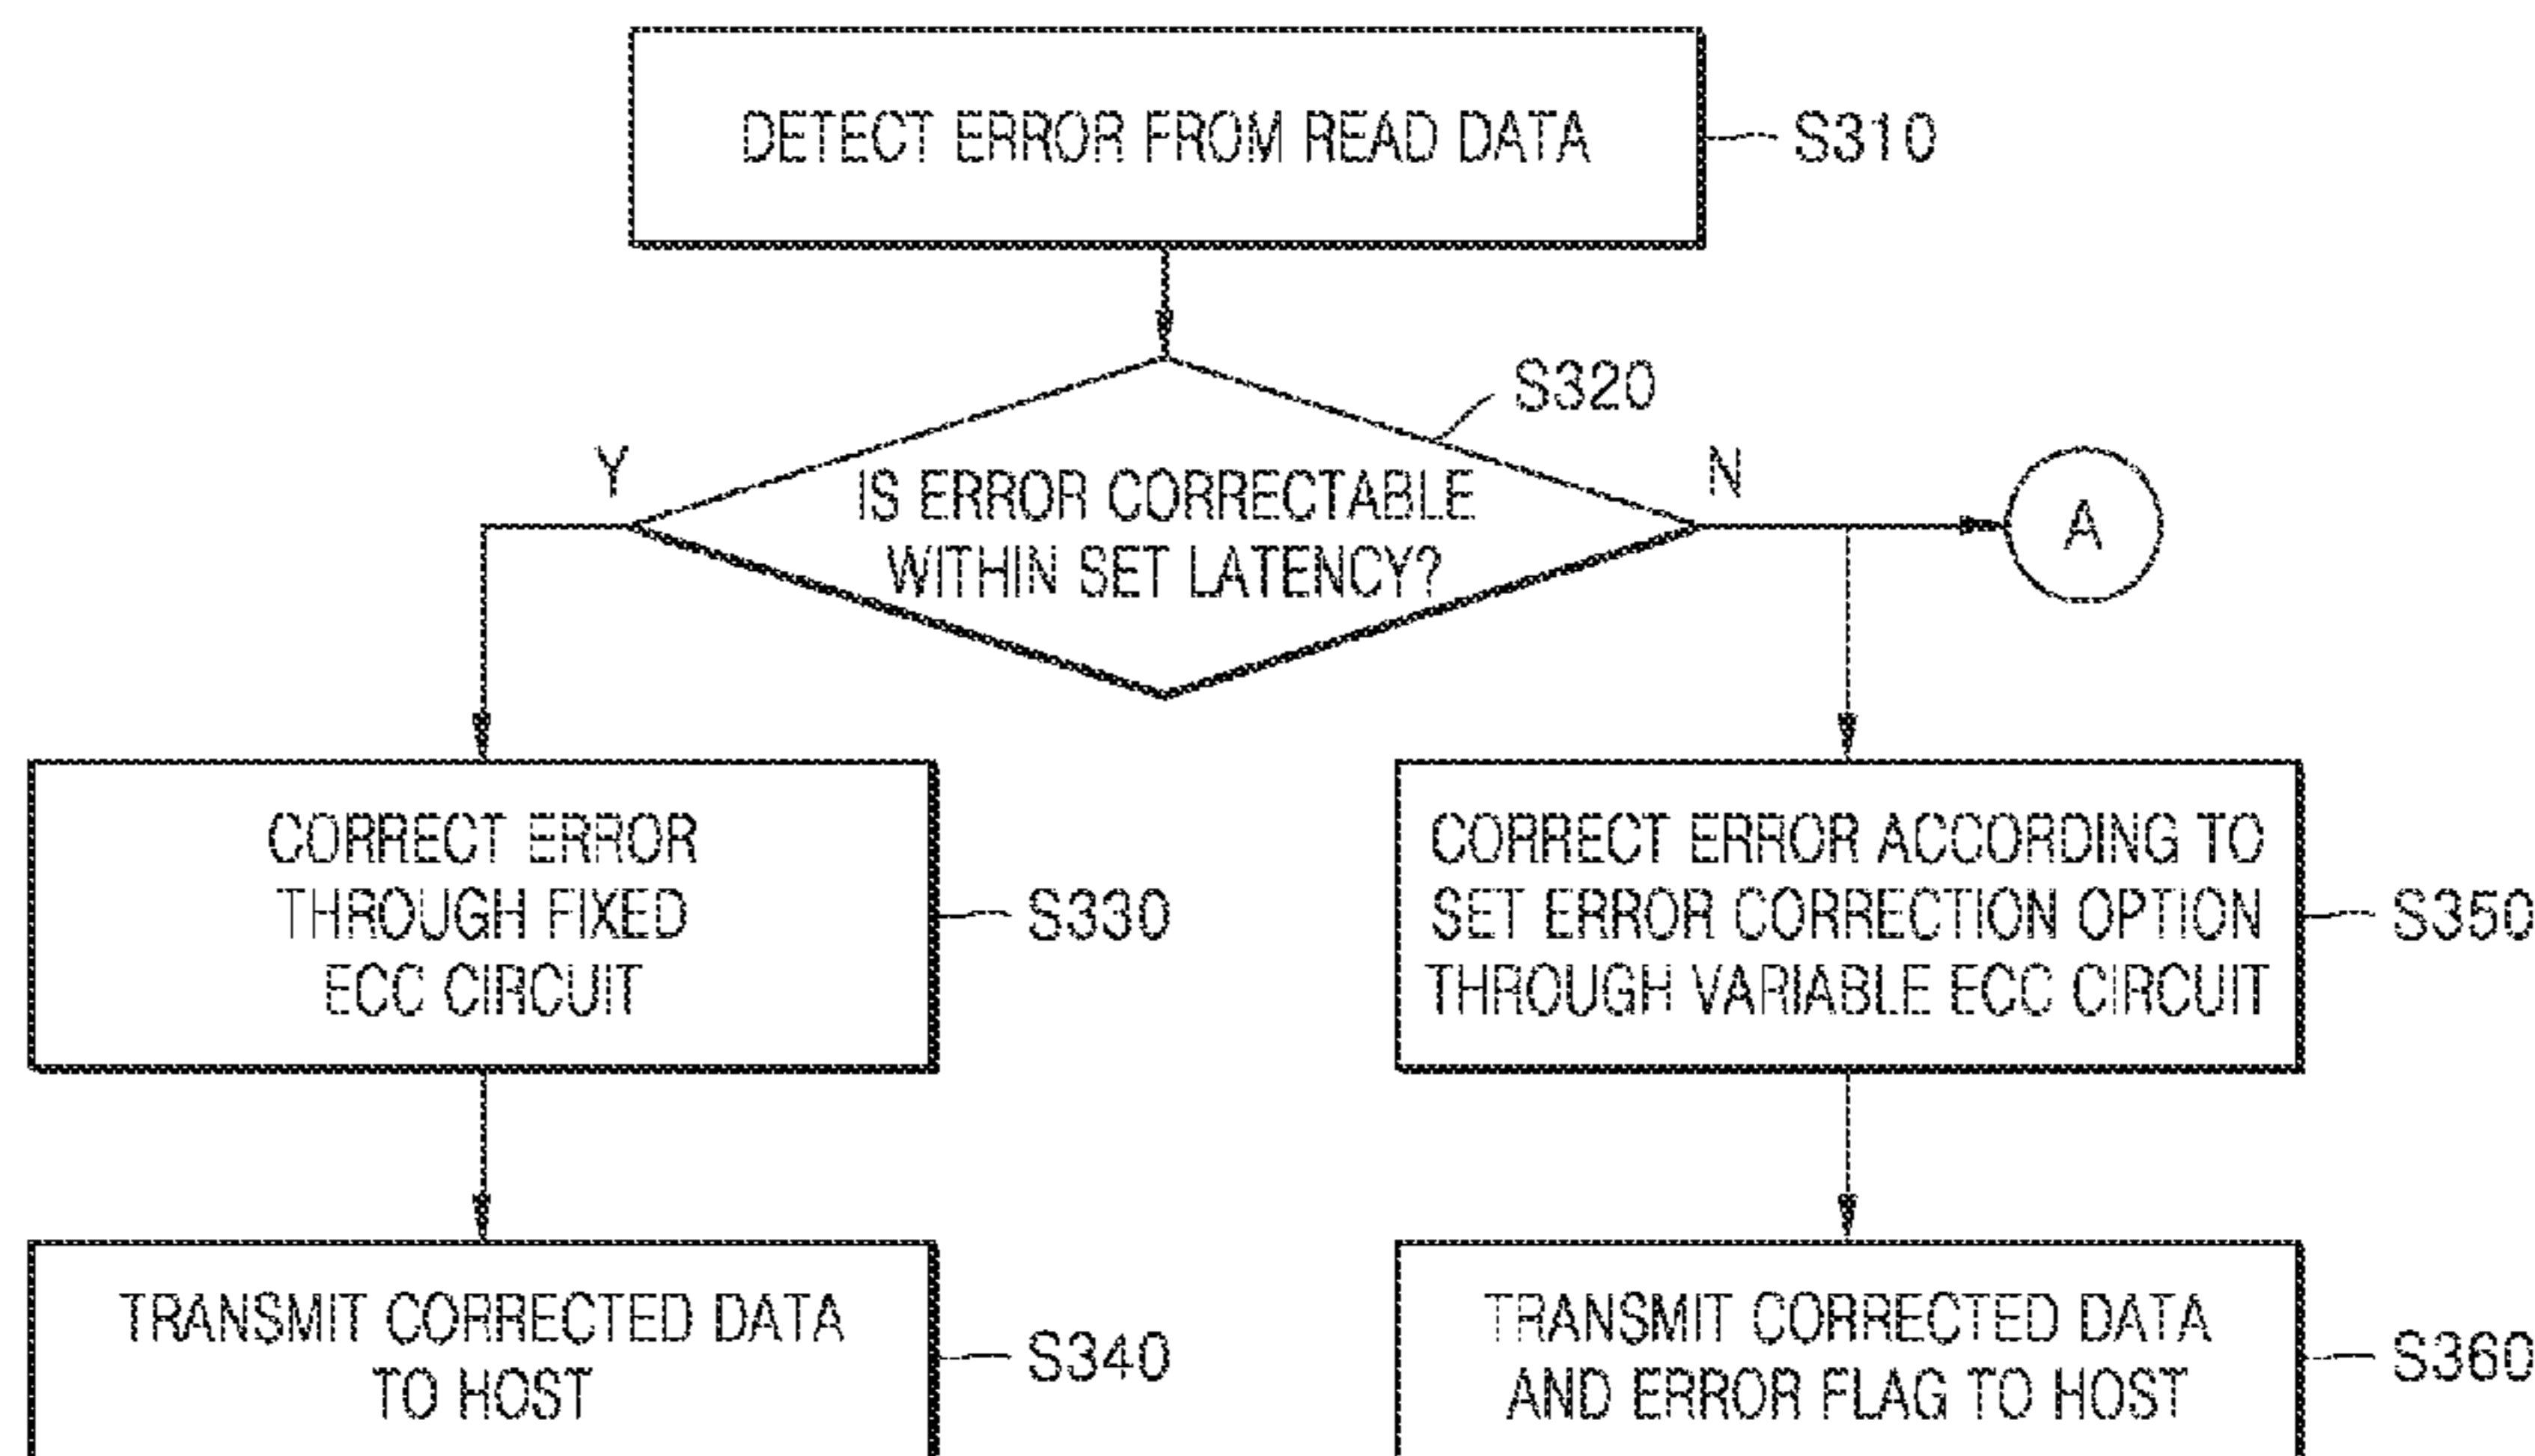 DETECT ERROR FROM READ DATA
S310
S320
Y
IS ERROR CORRECTABLE
WITHIN SET LATENCY?
N
A
CORRECT ERROR
THROUGH FIXED
ECC CIRCUIT
S330
CORRECT ERROR ACCORDING TO
SET ERROR CORRECTION OPTION
THROUGH VARIABLE ECC CIRCUIT
S350
TRANSMIT CORRECTED DATA
TO HOST
S340
TRANSMIT CORRECTED DATA
AND ERROR FLAG TO HOST
S360